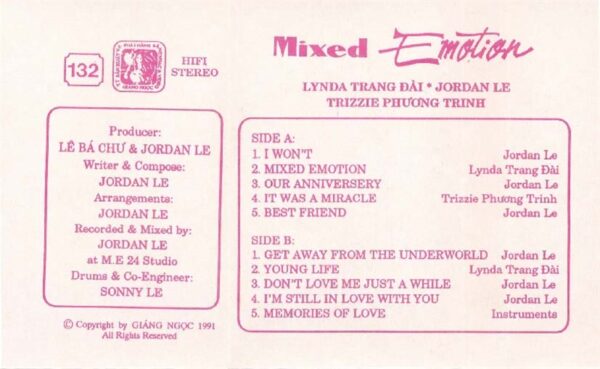 132
GIÁNG NGỌC
HIFI
STEREO
Producer:
LÊ BÁ CHƯ & JORDAN LE
Writer & Compose:
JORDAN LE
Arrangements:
JORDAN LE
Recorded & Mixed by:
JORDAN LE
at M.E 24 Studio
Drums & Co-Engineer:
SONNY LE
© Copyright by GIÁNG NGỌC 1991
All Rights Reserved
Mixed Emotion
LYNDA TRANG ĐÀI * JORDAN LE
TRIZZIE PHƯƠNG TRINH
SIDE A:
1. I WON'T Jordan Le
2. MIXED EMOTION Lynda Trang Đài
3. OUR ANNIVERSERY Jordan Le
4. IT WAS A MIRACLE Trizzie Phương Trinh
5. BEST FRIEND Jordan Le
SIDE B:
1. GET AWAY FROM THE UNDERWORLD Jordan Le
2. YOUNG LIFE Lynda Trang Đài
3. DON'T LOVE ME JUST A WHILE Jordan Le
4. I'M STILL IN LOVE WITH YOU Jordan Le
5. MEMORIES OF LOVE Instruments